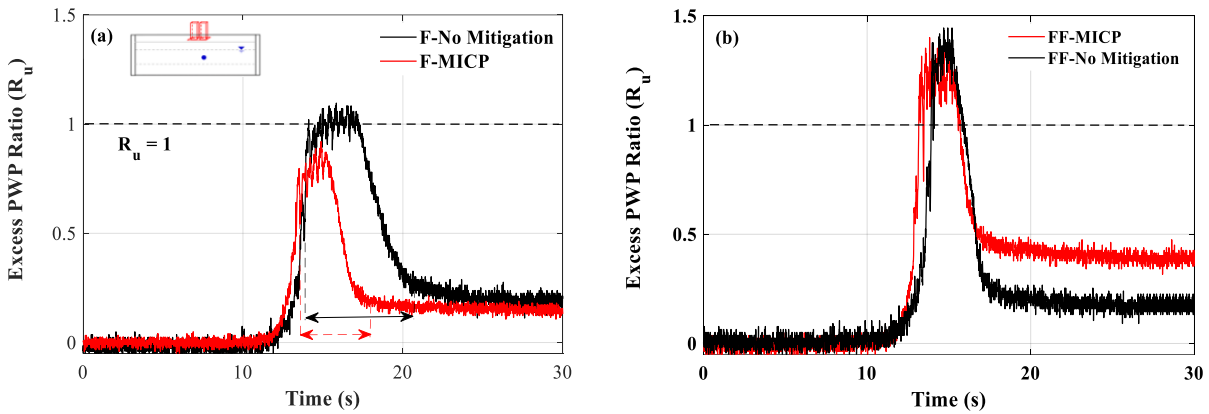 (a)
F-No Mitigation
F-MICP
R_u = 1
Excess PWP Ratio (R_u)
1.5
1
0.5
0
0 10 20 30
Time (s)
(b)
FF-MICP
FF-No Mitigation
Excess PWP Ratio (R_u)
1.5
1
0.5
0
0 10 20 30
Time (s)